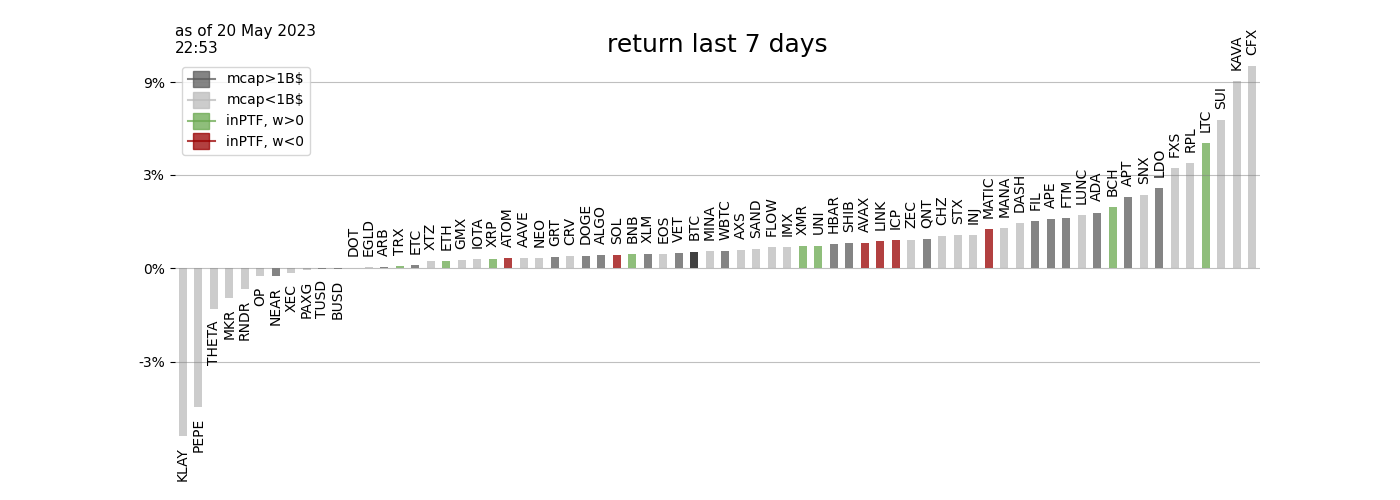 as of 20 May 2023
22:53
return last 7 days
mcap>1B$
mcap<1B$
inPTF, w>0
inPTF, w<0
9%
3%
0%
-3%
KLAY
PEPE
THETA
MKR
RNDR
OP
NEAR
XEC
PAXG
TUSD
BUSD
DOT
EGLD
ARB
TRX
ETC
XTZ
ETH
GMX
IOTA
XRP
ATOM
AAVE
NEO
GRT
CRV
DOGE
ALGO
SOL
BNB
XLM
EOS
VET
BTC
MINA
WBTC
AXS
SAND
FLOW
IMX
XMR
UNI
HBAR
SHIB
AVAX
LINK
ICP
ZEC
QNT
CHZ
STX
INJ
MATIC
MANA
DASH
FIL
APE
FTM
LUNC
ADA
BCH
APT
SNX
LDO
FXS
RPL
LTC
SUI
KAVA
CFX